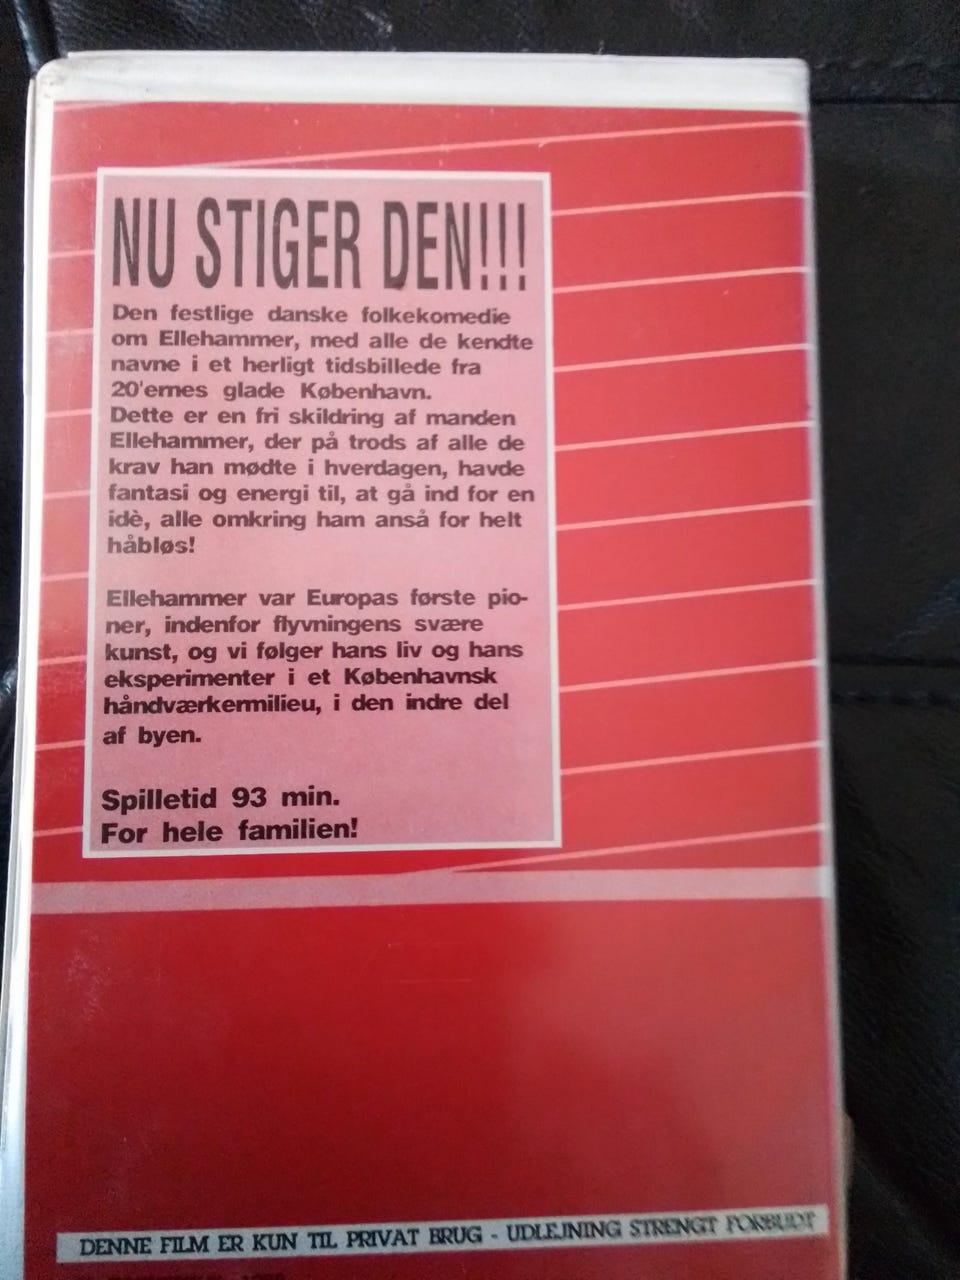 NU STIGER DEN!!!
Den festlige danske folkekomedie
om Ellehammer, med alle de kendte
navne i et herligt tidsbillede fra
20'ernes glade København.
Dette er en fri skildring af manden
Ellehammer, der på trods af alle de
krav han mødte i hverdagen, havde
fantasi og energi til, at gå ind for en
idè, alle omkring ham anså for helt
håbløs!
Ellehammer var Europas første pio-
ner, indenfor flyvningens svære
kunst, og vi følger hans liv og hans
eksperimenter i et Københavnsk
håndværkermilieu, i den indre del
af byen.
Spilletid 93 min.
For hele familien!
DENNE FILM ER KUN TIL PRIVAT BRUG - UDLEJNING STRENGT FORBUDT